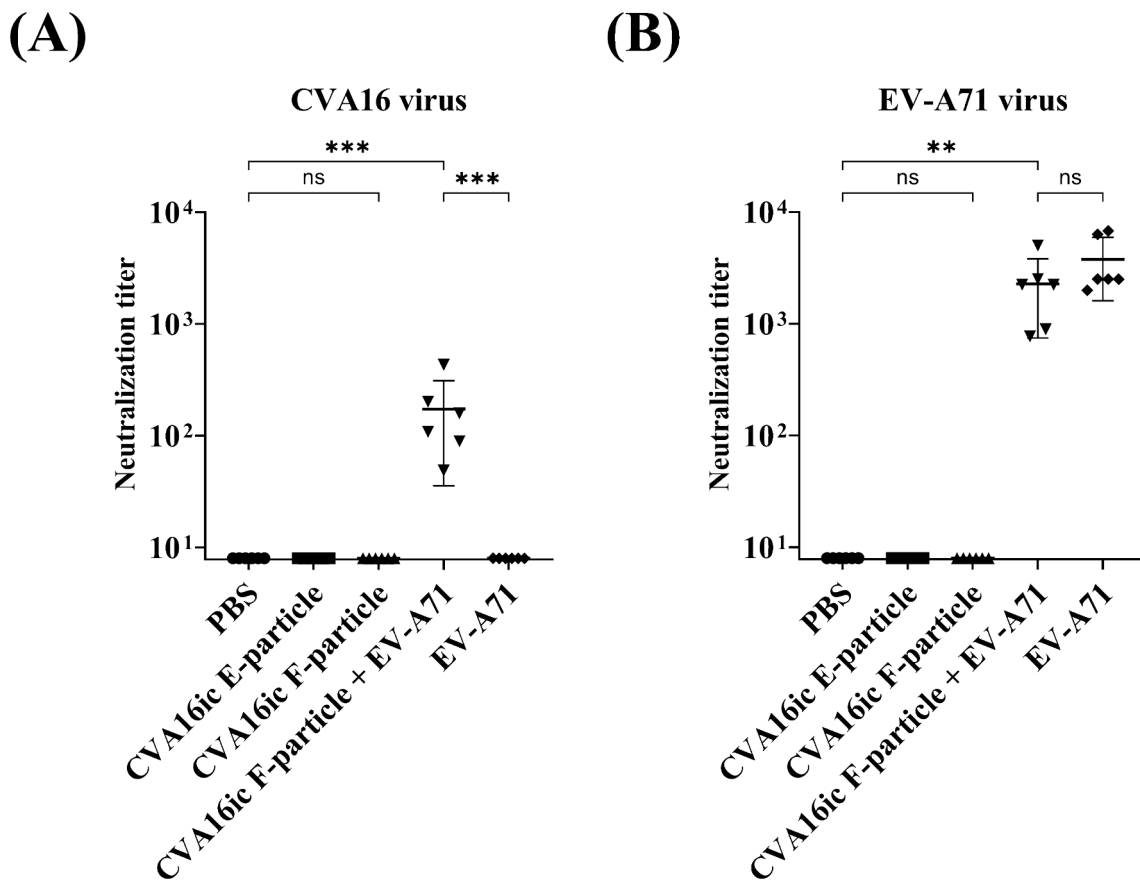 (A)
CVA16 virus
***
ns
***
Neutralization titer
10⁴
10³
10²
10¹
PBS
CVA16ic E-particle
CVA16ic F-particle
CVA16ic F-particle + EV-A71
EV-A71
(B)
EV-A71 virus
**
ns
ns
Neutralization titer
10⁴
10³
10²
10¹
PBS
CVA16ic E-particle
CVA16ic F-particle
CVA16ic F-particle + EV-A71
EV-A71